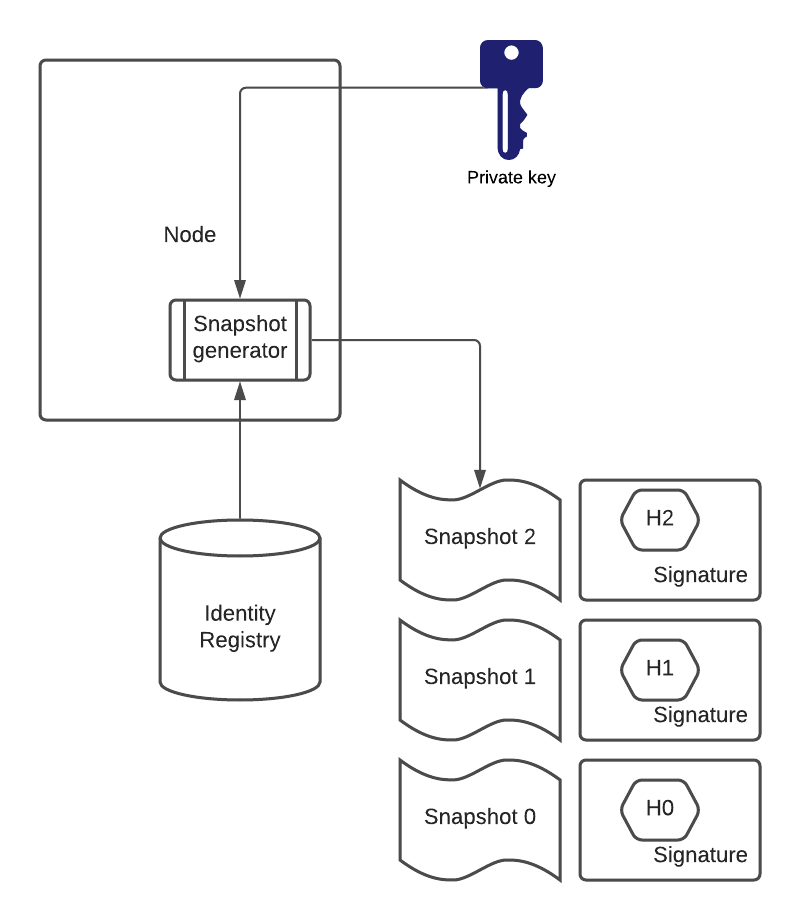 Private key
Node
Snapshot
generator
Snapshot 2
H2
Signature
Identity
Registry
Snapshot 1
H1
Signature
Snapshot 0
H0
Signature